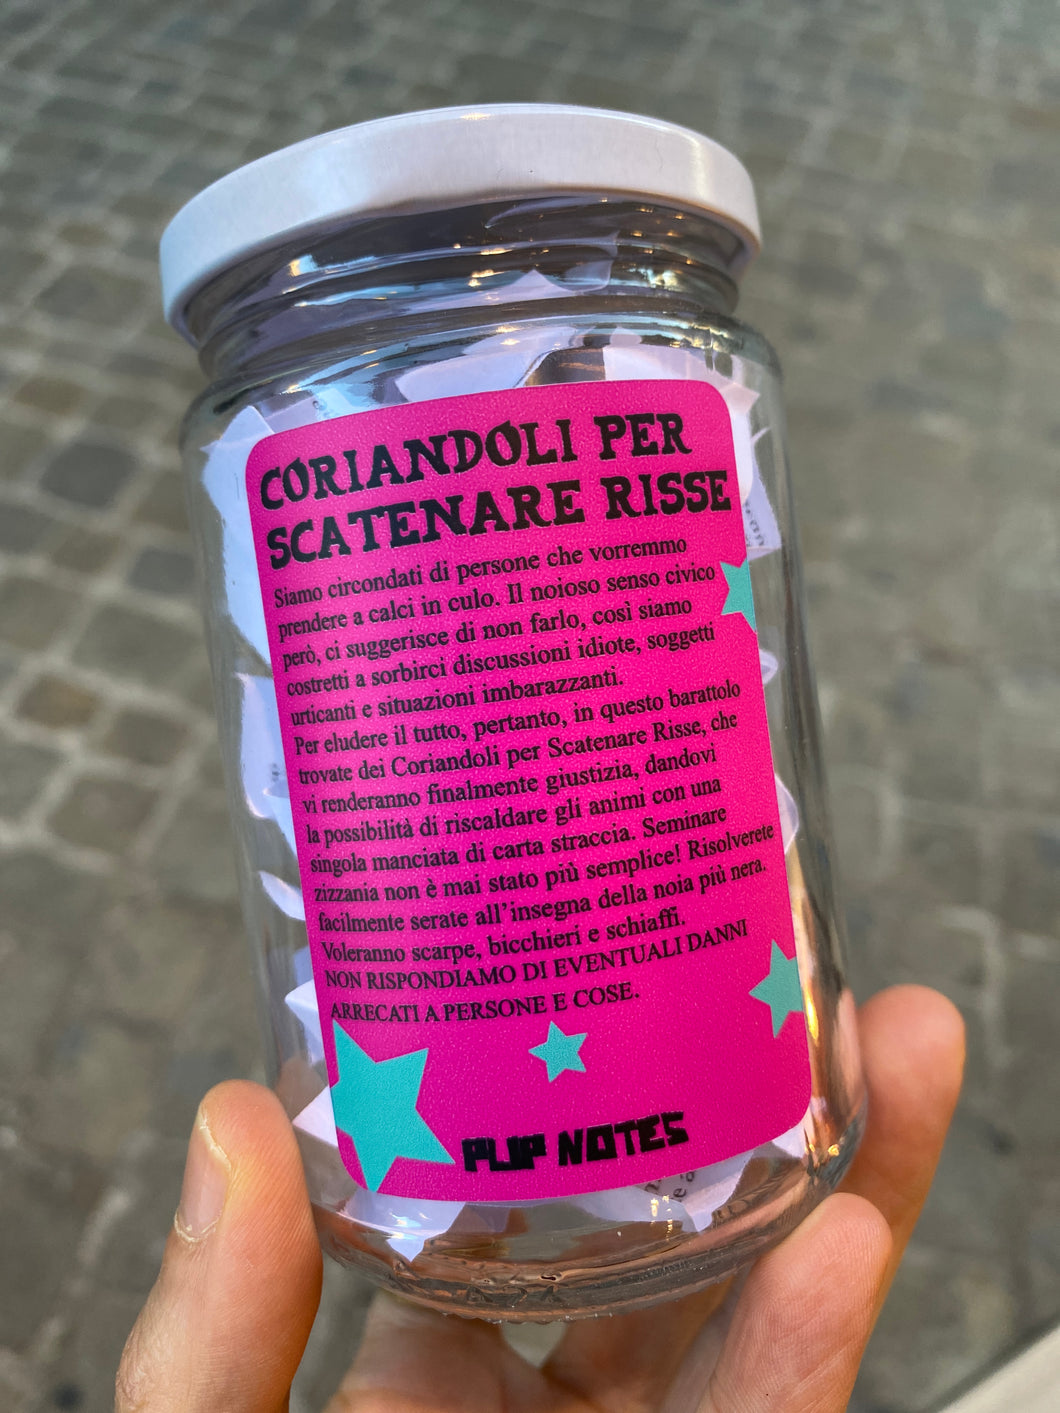 CORIANDOLI PER
SCATENARE RISSE
Siamo circondati di persone che vorremmo
prendere a calci in culo. Il noioso senso civico
però, ci suggerisce di non farlo, così siamo
costretti a sorbirci discussioni idiote, soggetti
urticanti e situazioni imbarazzanti.
Per eludere il tutto, pertanto, in questo barattolo
trovate dei Coriandoli per Scatenare Risse, che
vi renderanno finalmente giustizia, dandovi
la possibilità di riscaldare gli animi con una
singola manciata di carta straccia. Seminare
zizzania non è mai stato più semplice! Risolverete
facilmente serate all'insegna della noia più nera.
Voleranno scarpe, bicchieri e schiaffi.
NON RISPONDIAMO DI EVENTUALI DANNI
ARRECATI A PERSONE E COSE.
PLIP NOTES